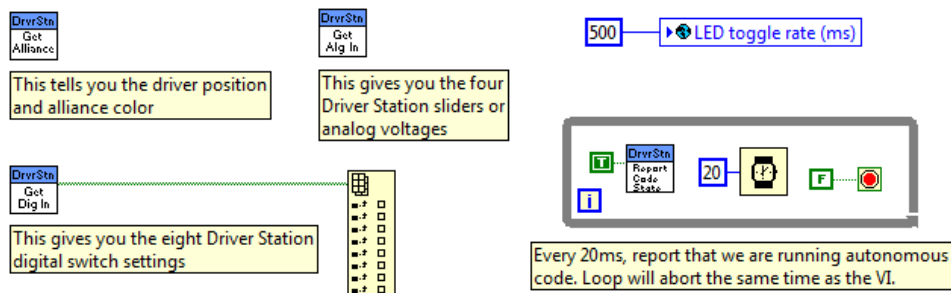 DrvrStn
Get
Alliance
This tells you the driver position
and alliance color
DrvrStn
Get
Alg In
This gives you the four
Driver Station sliders or
analog voltages
500
LED toggle rate (ms)
DrvrStn
Get
Dig In
This gives you the eight Driver Station
digital switch settings
T
DrvrStn
Report
Code
State
20
F
i
Every 20ms, report that we are running autonomous
code. Loop will abort the same time as the VI.